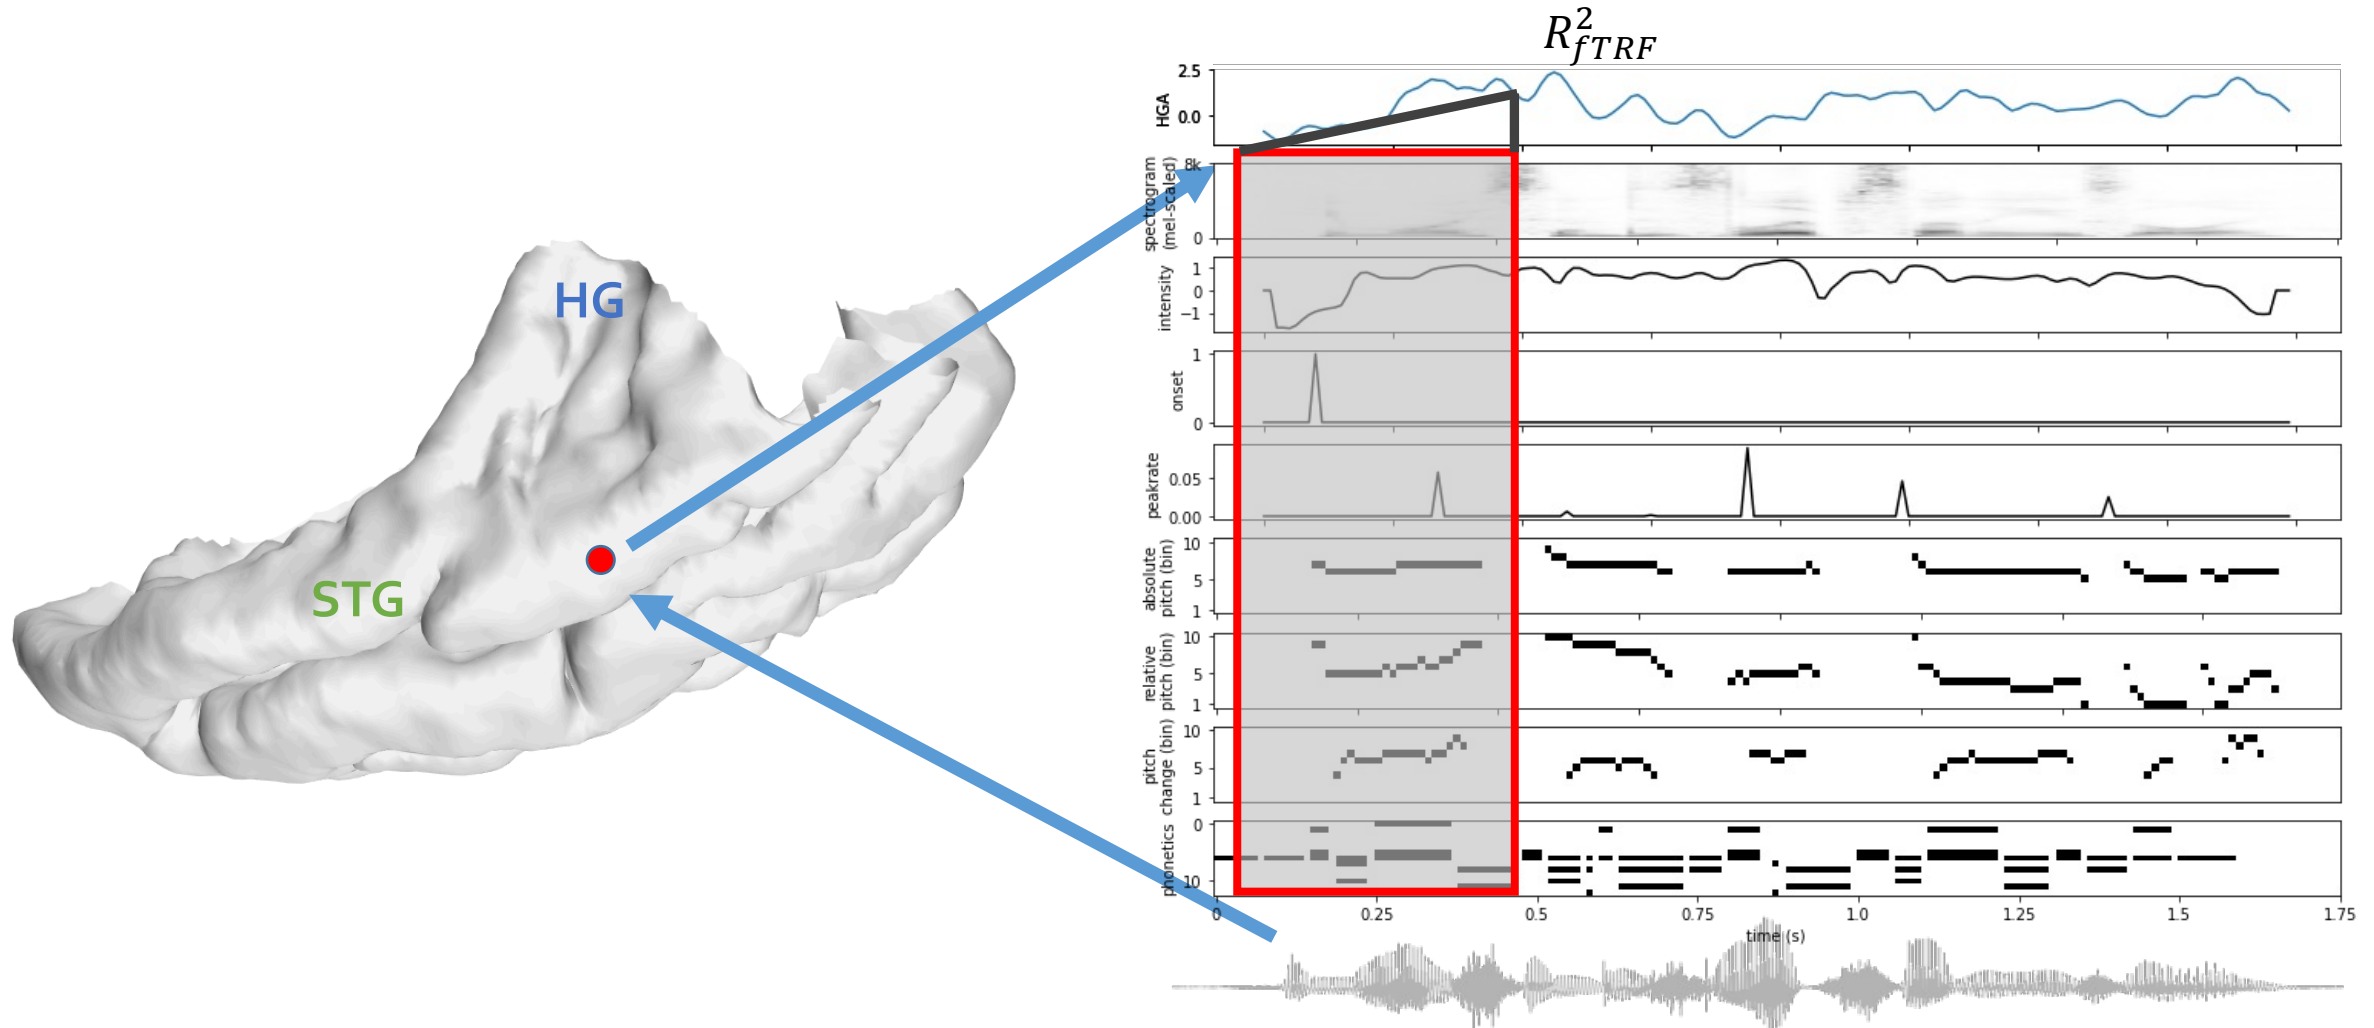 R²fTRF
2.5
0.0
HGA
8k
0
spectrogram
(mel-scaled)
HG
1
0
−1
intensity
1
0
onset
0.05
0.00
peakrate
10
5
1
absolute
pitch (bin)
STG
10
5
1
relative
pitch (bin)
10
5
1
pitch
change (bin)
0
10
phonetics
0 0.25 0.5 0.75 1.0 1.25 1.5 1.75
time (s)